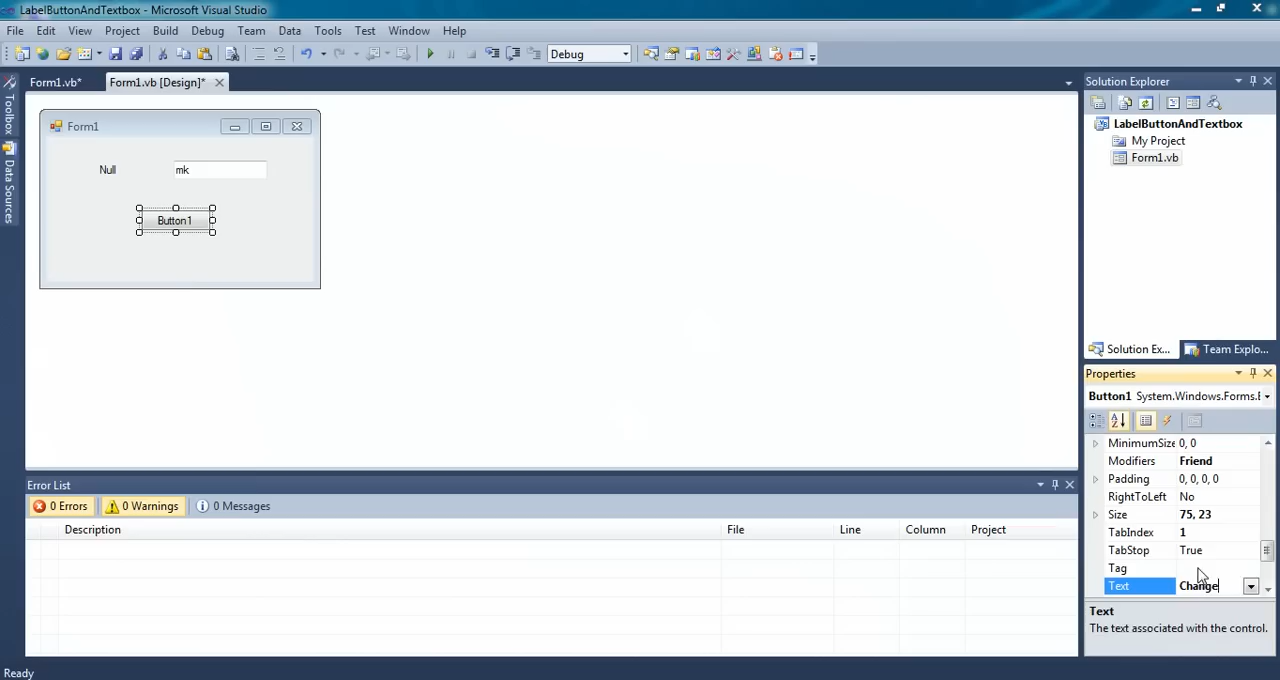 LabelButtonAndTextbox - Microsoft Visual Studio
File Edit View Project Build Debug Team Data Tools Test Window Help
Debug
Form1.vb* Form1.vb [Design]*
Toolbox
Data Sources
Form1
Null mk
Button1
Solution Explorer
LabelButtonAndTextbox
My Project
Form1.vb
Solution Ex... Team Explo...
Properties
Button1 System.Windows.Forms.E
MinimumSize 0, 0
Modifiers Friend
Padding 0, 0, 0, 0
RightToLeft No
Size 75, 23
TabIndex 1
TabStop True
Tag
Text Change
Text
The text associated with the control.
Error List
0 Errors 0 Warnings 0 Messages
Description File Line Column Project
Ready